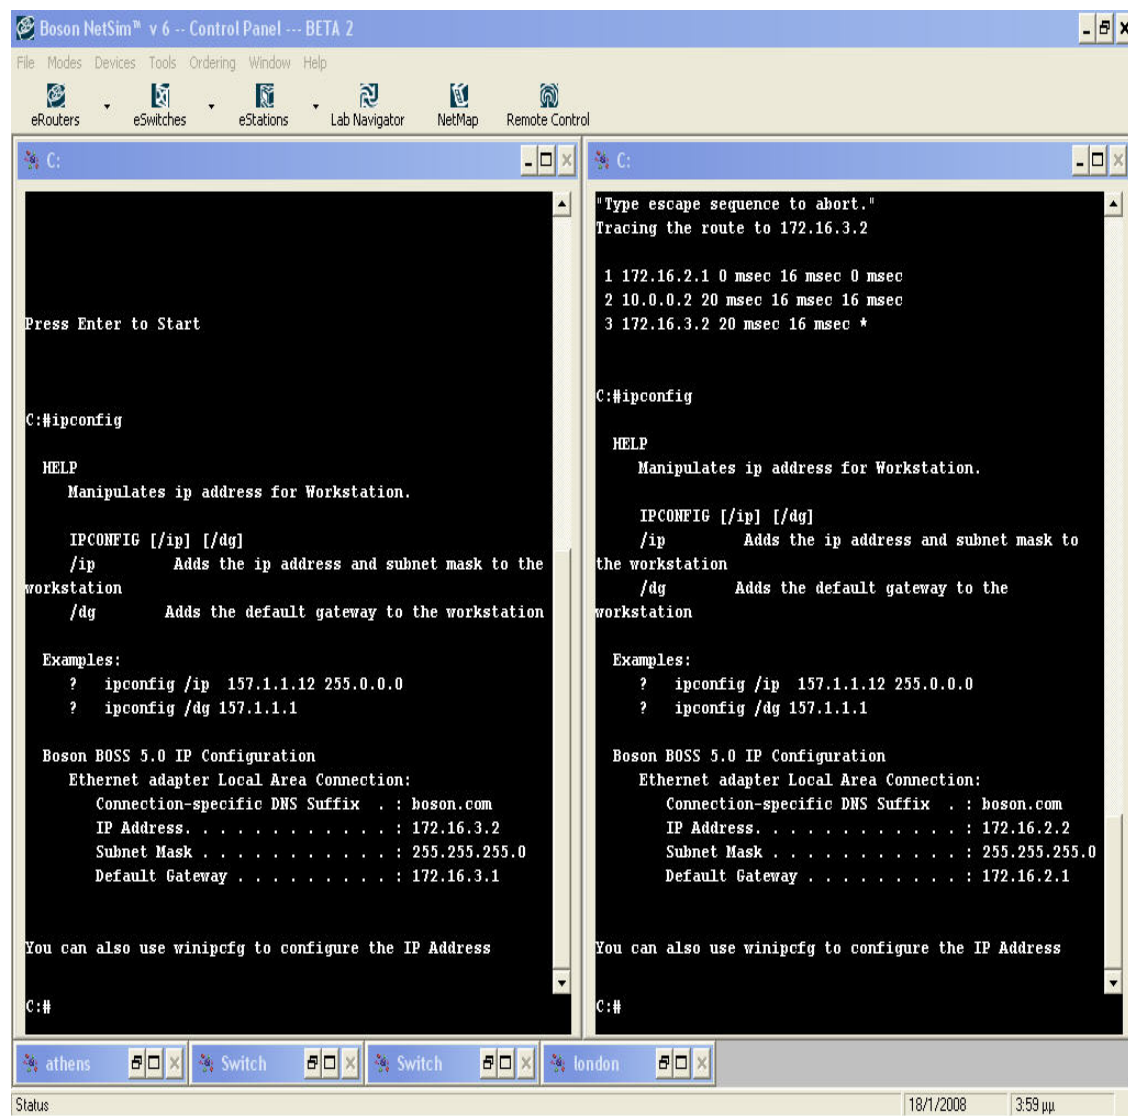 Boson NetSim™ v 6 -- Control Panel --- BETA 2
File Modes Devices Tools Ordering Window Help
eRouters eSwitches eStations Lab Navigator NetMap Remote Control
C:
Press Enter to Start
C:#ipconfig
HELP
Manipulates ip address for Workstation.
IPCONFIG [/ip] [/dg]
/ip Adds the ip address and subnet mask to the
workstation
/dg Adds the default gateway to the workstation
Examples:
? ipconfig /ip 157.1.1.12 255.0.0.0
? ipconfig /dg 157.1.1.1
Boson BOSS 5.0 IP Configuration
Ethernet adapter Local Area Connection:
Connection-specific DNS Suffix . : boson.com
IP Address. . . . . . . . . . . . : 172.16.3.2
Subnet Mask . . . . . . . . . . . : 255.255.255.0
Default Gateway . . . . . . . . . : 172.16.3.1
You can also use winipcfg to configure the IP Address
C:#
C:
"Type escape sequence to abort."
Tracing the route to 172.16.3.2
1 172.16.2.1 0 msec 16 msec 0 msec
2 10.0.0.2 20 msec 16 msec 16 msec
3 172.16.3.2 20 msec 16 msec *
C:#ipconfig
HELP
Manipulates ip address for Workstation.
IPCONFIG [/ip] [/dg]
/ip Adds the ip address and subnet mask to
the workstation
/dg Adds the default gateway to the
workstation
Examples:
? ipconfig /ip 157.1.1.12 255.0.0.0
? ipconfig /dg 157.1.1.1
Boson BOSS 5.0 IP Configuration
Ethernet adapter Local Area Connection:
Connection-specific DNS Suffix . : boson.com
IP Address. . . . . . . . . . . . : 172.16.2.2
Subnet Mask . . . . . . . . . . . : 255.255.255.0
Default Gateway . . . . . . . . . : 172.16.2.1
You can also use winipcfg to configure the IP Address
C:#
athens Switch Switch london
Status 18/1/2008 3:59 μμ